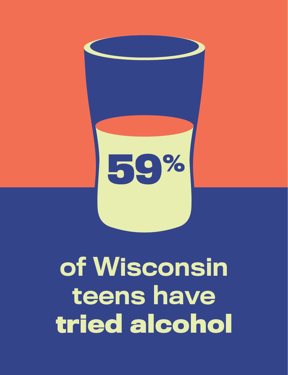 59%
of Wisconsin
teens have
tried alcohol